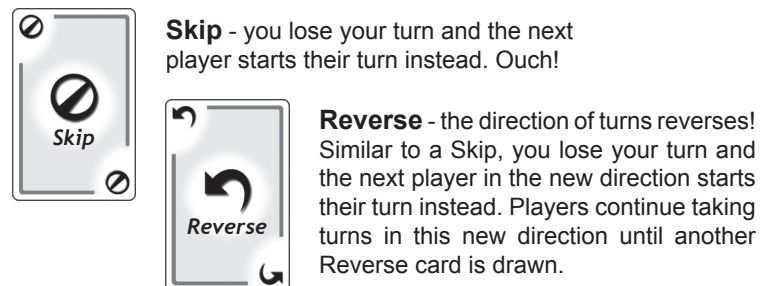 Skip - you lose your turn and the next
player starts their turn instead. Ouch!
Skip
Reverse - the direction of turns reverses!
Similar to a Skip, you lose your turn and
the next player in the new direction starts
their turn instead. Players continue taking
turns in this new direction until another
Reverse card is drawn.
Reverse